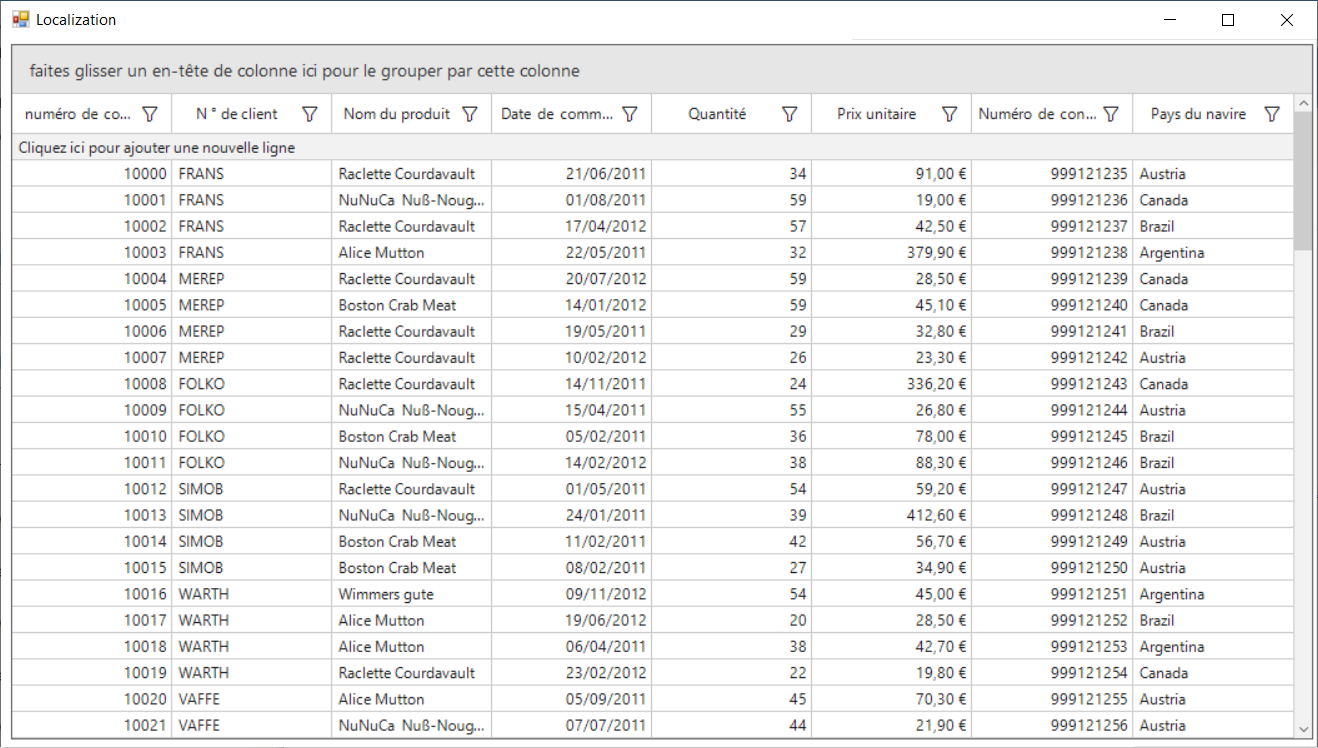 Localization
faites glisser un en-tête de colonne ici pour le grouper par cette colonne
numéro de co... N ° de client Nom du produit Date de comm... Quantité Prix unitaire Numéro de con... Pays du navire
Cliquez ici pour ajouter une nouvelle ligne
10000 FRANS Raclette Courdavault 21/06/2011 34 91,00 € 999121235 Austria
10001 FRANS NuNuCa Nuß-Noug... 01/08/2011 59 19,00 € 999121236 Canada
10002 FRANS Raclette Courdavault 17/04/2012 57 42,50 € 999121237 Brazil
10003 FRANS Alice Mutton 22/05/2011 32 379,90 € 999121238 Argentina
10004 MEREP Raclette Courdavault 20/07/2012 59 28,50 € 999121239 Canada
10005 MEREP Boston Crab Meat 14/01/2012 59 45,10 € 999121240 Canada
10006 MEREP Raclette Courdavault 19/05/2011 29 32,80 € 999121241 Brazil
10007 MEREP Raclette Courdavault 10/02/2012 26 23,30 € 999121242 Austria
10008 FOLKO Raclette Courdavault 14/11/2011 24 336,20 € 999121243 Canada
10009 FOLKO NuNuCa Nuß-Noug... 15/04/2011 55 26,80 € 999121244 Austria
10010 FOLKO Boston Crab Meat 05/02/2011 36 78,00 € 999121245 Brazil
10011 FOLKO NuNuCa Nuß-Noug... 14/02/2012 38 88,30 € 999121246 Brazil
10012 SIMOB Raclette Courdavault 01/05/2011 54 59,20 € 999121247 Austria
10013 SIMOB NuNuCa Nuß-Noug... 24/01/2011 39 412,60 € 999121248 Brazil
10014 SIMOB Boston Crab Meat 11/02/2011 42 56,70 € 999121249 Austria
10015 SIMOB Boston Crab Meat 08/02/2011 27 34,90 € 999121250 Austria
10016 WARTH Wimmers gute 09/11/2012 54 45,00 € 999121251 Argentina
10017 WARTH Alice Mutton 19/06/2012 20 28,50 € 999121252 Brazil
10018 WARTH Alice Mutton 06/04/2011 38 42,70 € 999121253 Argentina
10019 WARTH Raclette Courdavault 23/02/2012 22 19,80 € 999121254 Canada
10020 VAFFE Alice Mutton 05/09/2011 45 70,30 € 999121255 Austria
10021 VAFFE NuNuCa Nuß-Noug... 07/07/2011 44 21,90 € 999121256 Austria